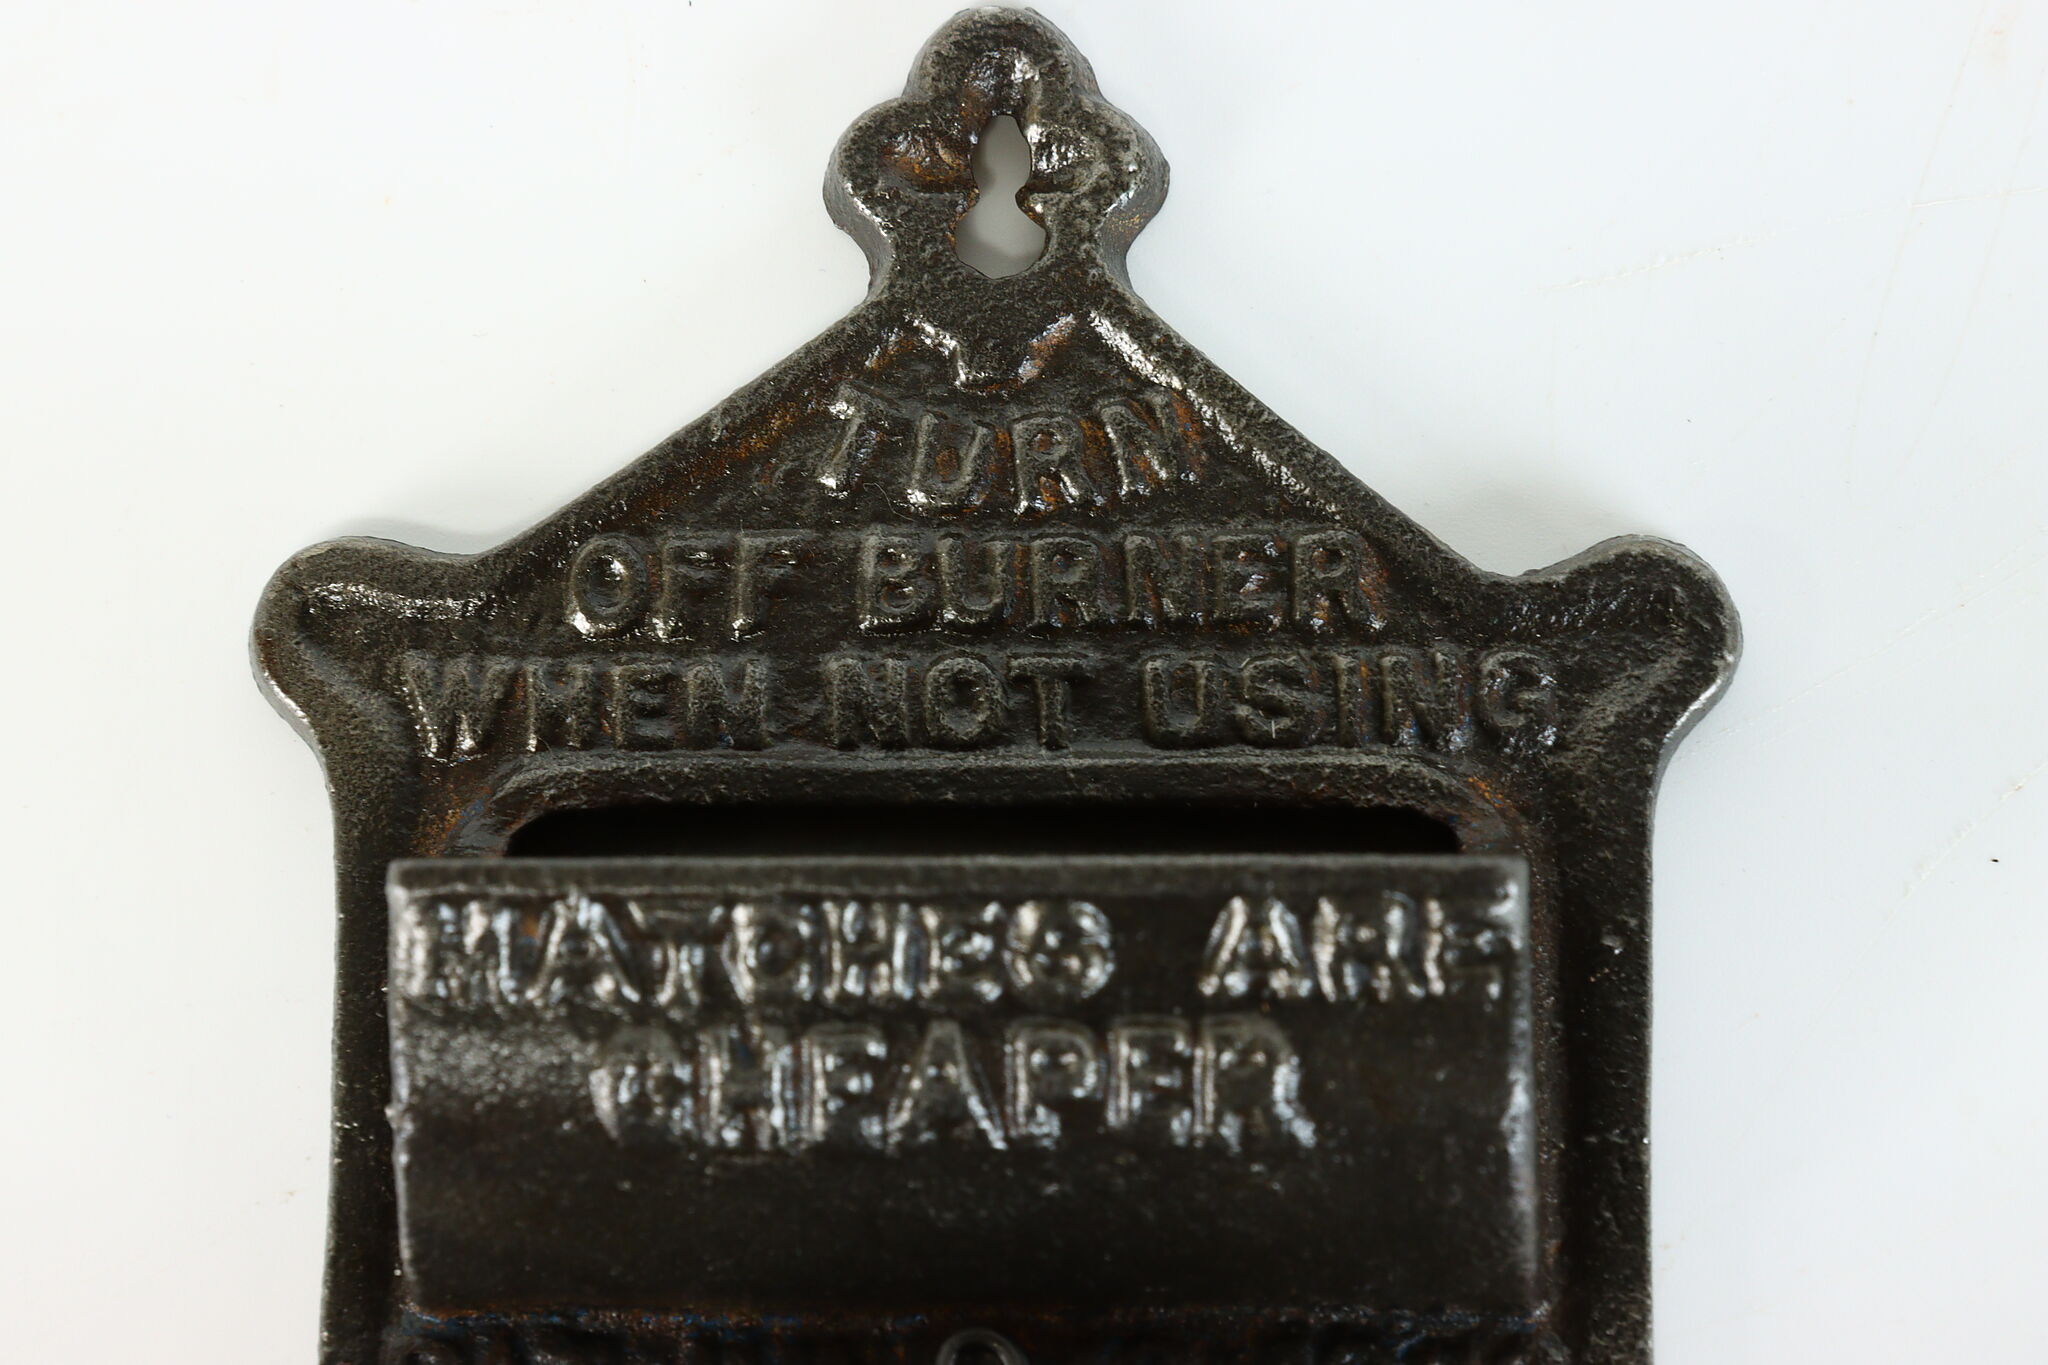 TURN
OFF BURNER
WHEN NOT USING
MATCHES ARE
CHEAPER